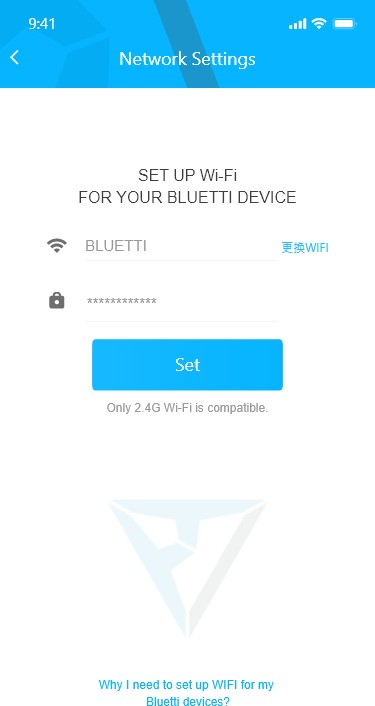 9:41
Network Settings
SET UP Wi-Fi
FOR YOUR BLUETTI DEVICE
BLUETTI 更换WIFI
************
Set
Only 2.4G Wi-Fi is compatible.
Why I need to set up WIFI for my
Bluetti devices?